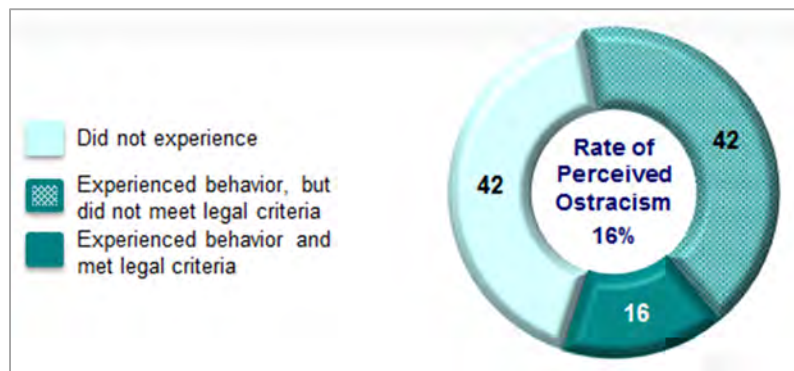 Did not experience
Experienced behavior, but
did not meet legal criteria
Experienced behavior and
met legal criteria
42
42
16
Rate of
Perceived
Ostracism
16%